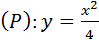 (P): y = x²/4